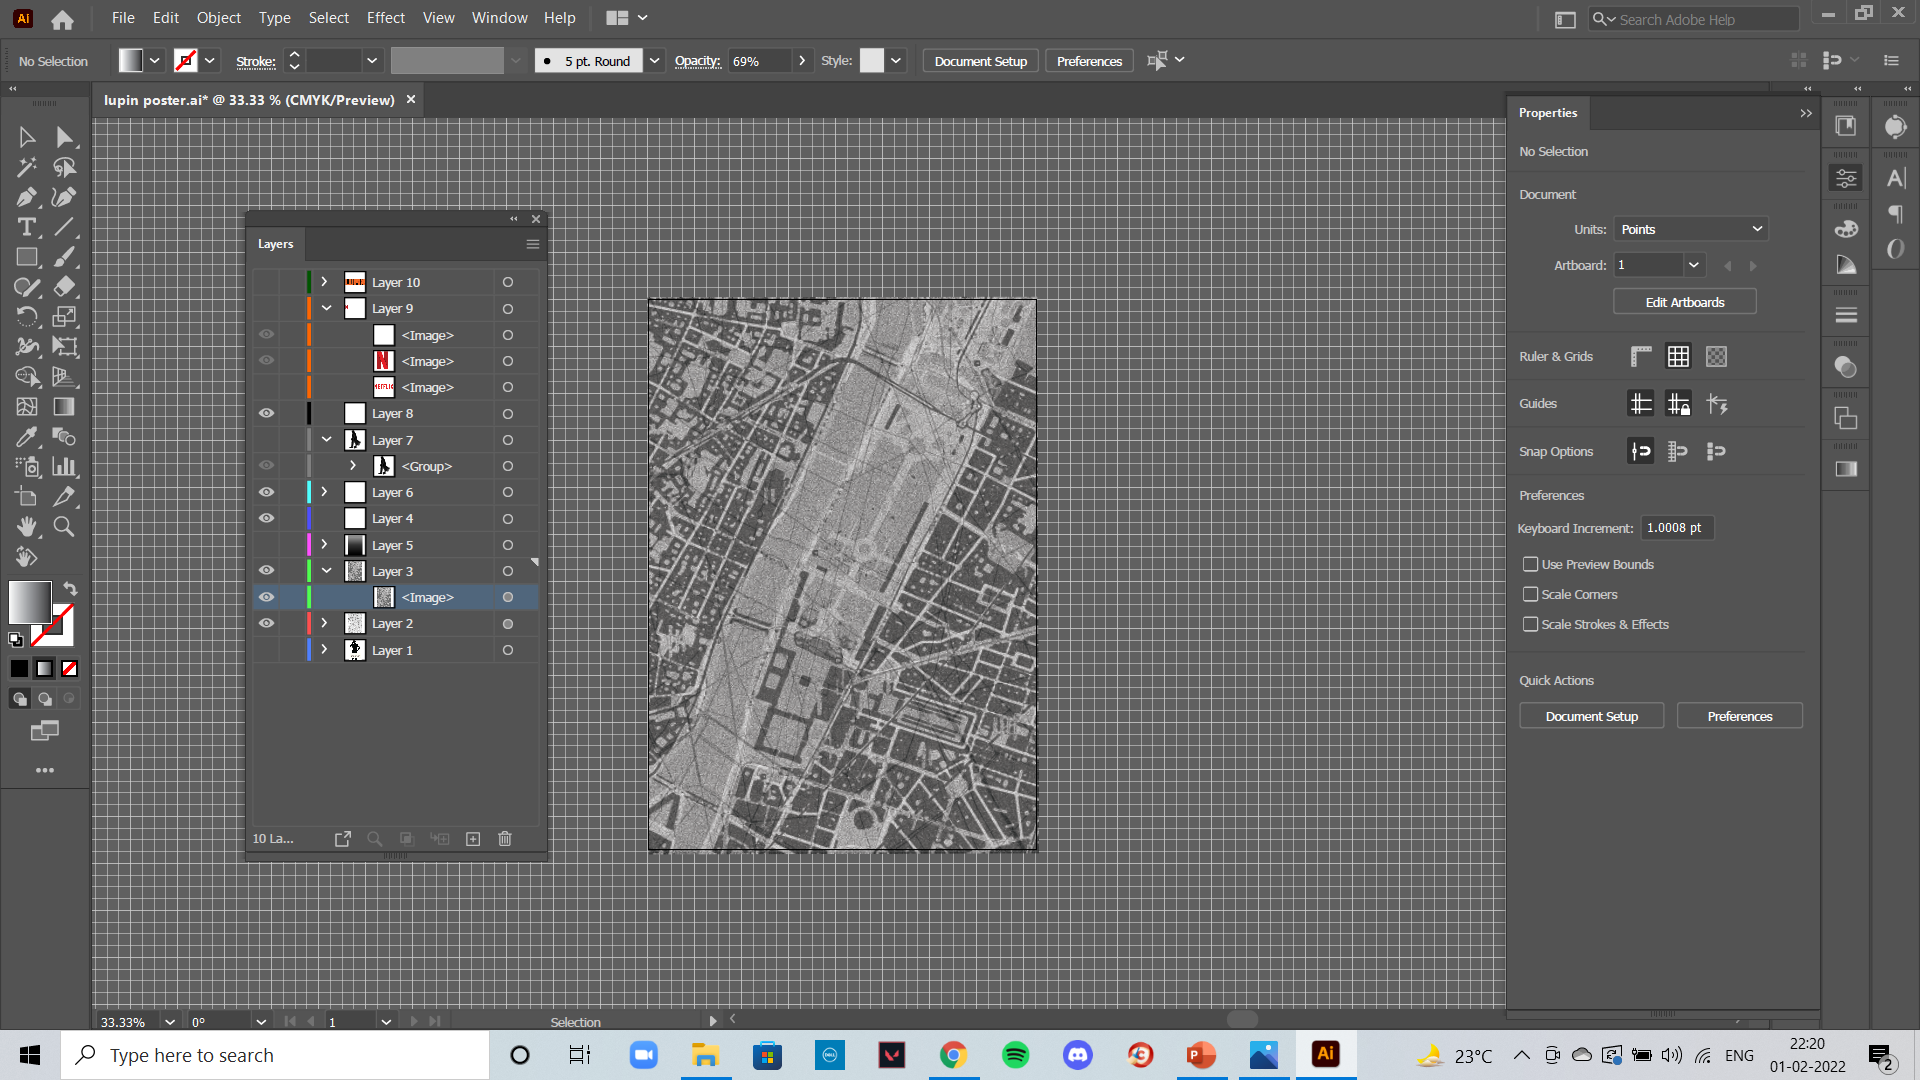 Ai File Edit Object Type Select Effect View Window Help Search Adobe Help
No Selection Stroke: 5 pt. Round Opacity: 69% Style: Document Setup Preferences
lupin poster.ai* @ 33.33 % (CMYK/Preview)
Properties
No Selection
Document
Units: Points
Artboard: 1
Edit Artboards
Ruler & Grids
Guides
Snap Options
Preferences
Keyboard Increment: 1.0008 pt
Use Preview Bounds
Scale Corners
Scale Strokes & Effects
Quick Actions
Document Setup Preferences
Layers
Layer 10
Layer 9
<Image>
N <Image>
NETFLIX <Image>
Layer 8
Layer 7
<Group>
Layer 6
Layer 4
Layer 5
Layer 3
<Image>
Layer 2
Layer 1
10 La...
33.33% 0° 1 Selection
Type here to search
23°C ENG
22:20
01-02-2022
2